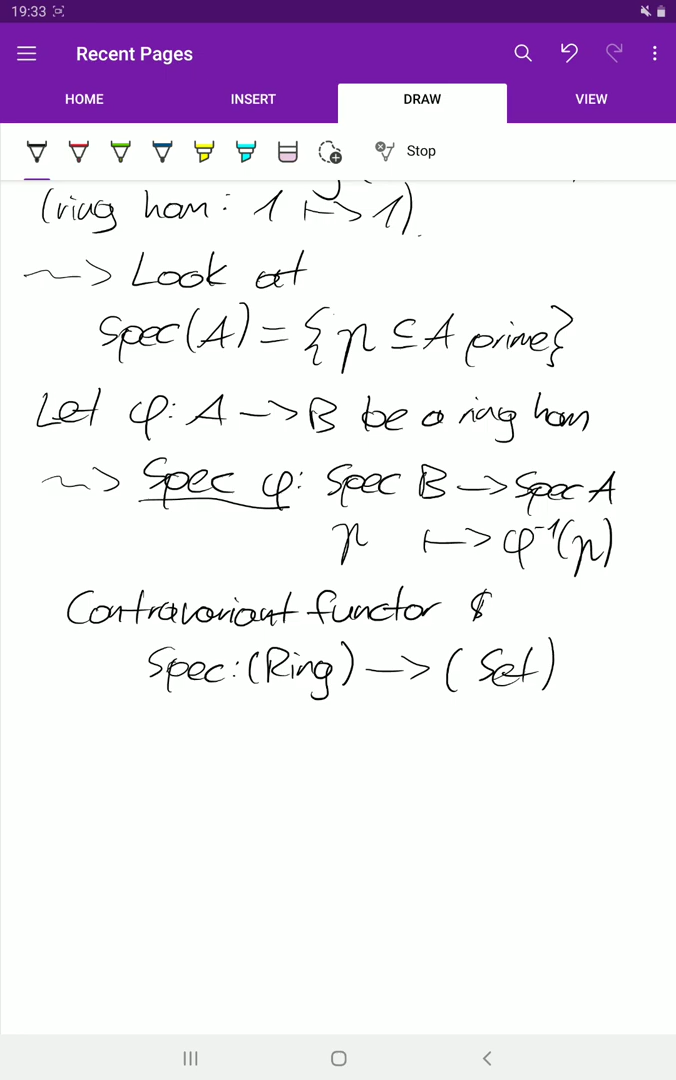 19:33
Recent Pages
HOME INSERT DRAW VIEW
Stop
(ring hom: 1 ↦ 1).
~> Look at
Spec(A) = {p ⊆ A prime}
Let φ: A -> B be a ring hom
~> Spec φ: Spec B -> Spec A
p ↦ φ⁻¹(p)
Contravariant functor
Spec: (Ring) -> (Set)